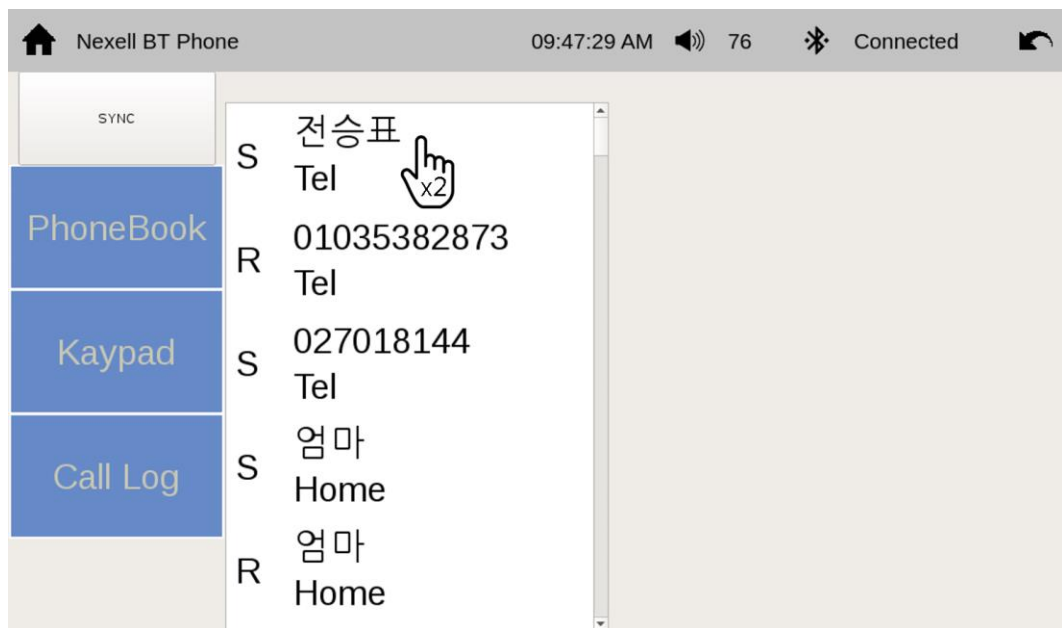 Nexell BT Phone 09:47:29 AM 76 Connected
SYNC
PhoneBook
Kaypad
Call Log
S
전승표
Tel
x2
R
01035382873
Tel
S
027018144
Tel
S
엄마
Home
R
엄마
Home